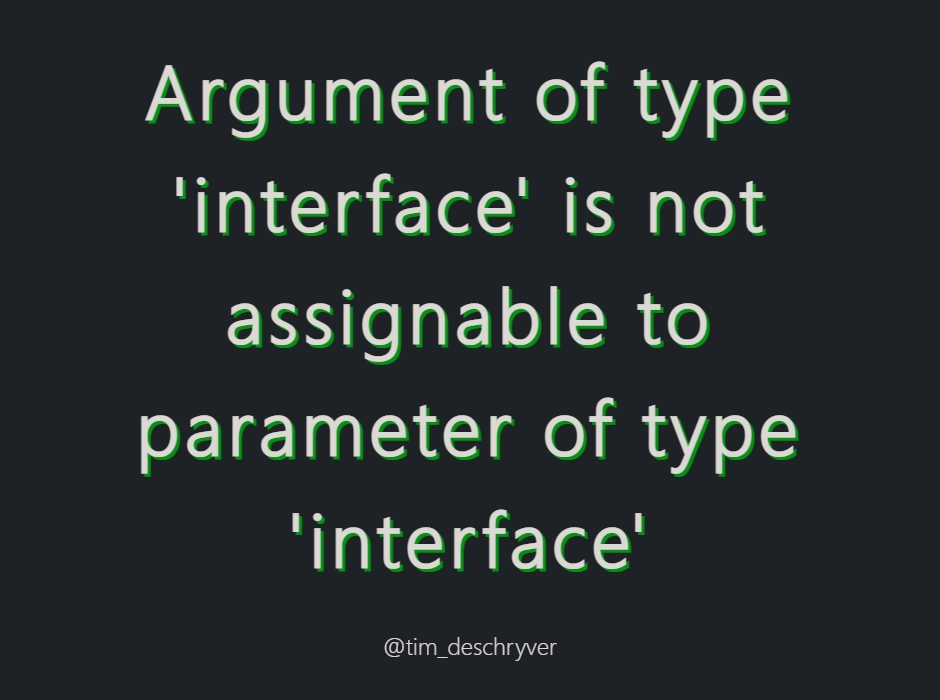 Argument of type
'interface' is not
assignable to
parameter of type
'interface'
@tim_deschryver